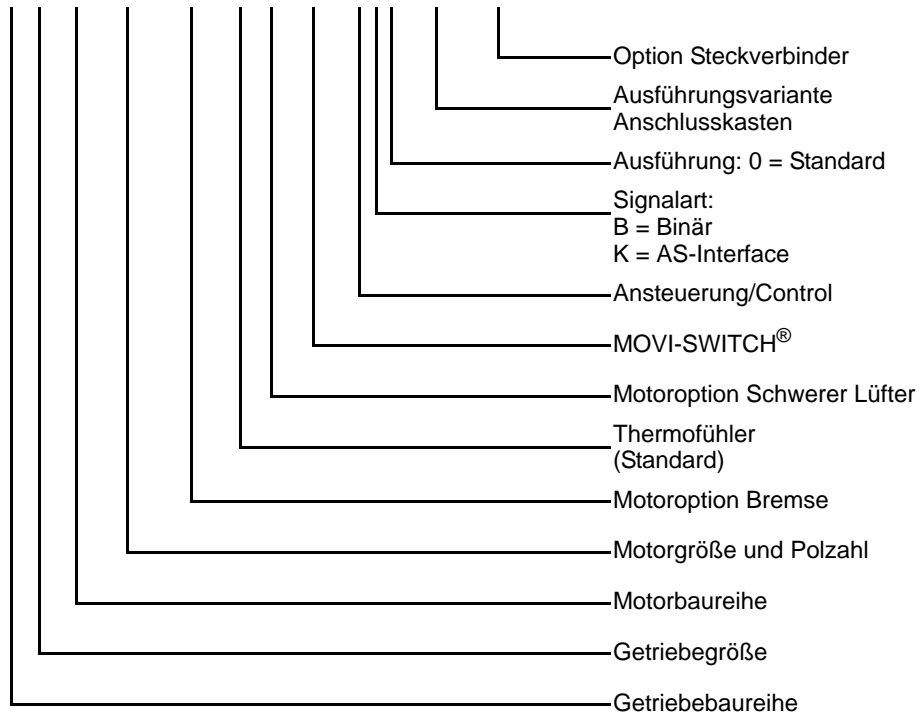 Option Steckverbinder
Ausführungsvariante
Anschlusskasten
Ausführung: 0 = Standard
Signalart:
B = Binär
K = AS-Interface
Ansteuerung/Control
MOVI-SWITCH®
Motoroption Schwerer Lüfter
Thermofühler
(Standard)
Motoroption Bremse
Motorgröße und Polzahl
Motorbaureihe
Getriebegröße
Getriebebaureihe